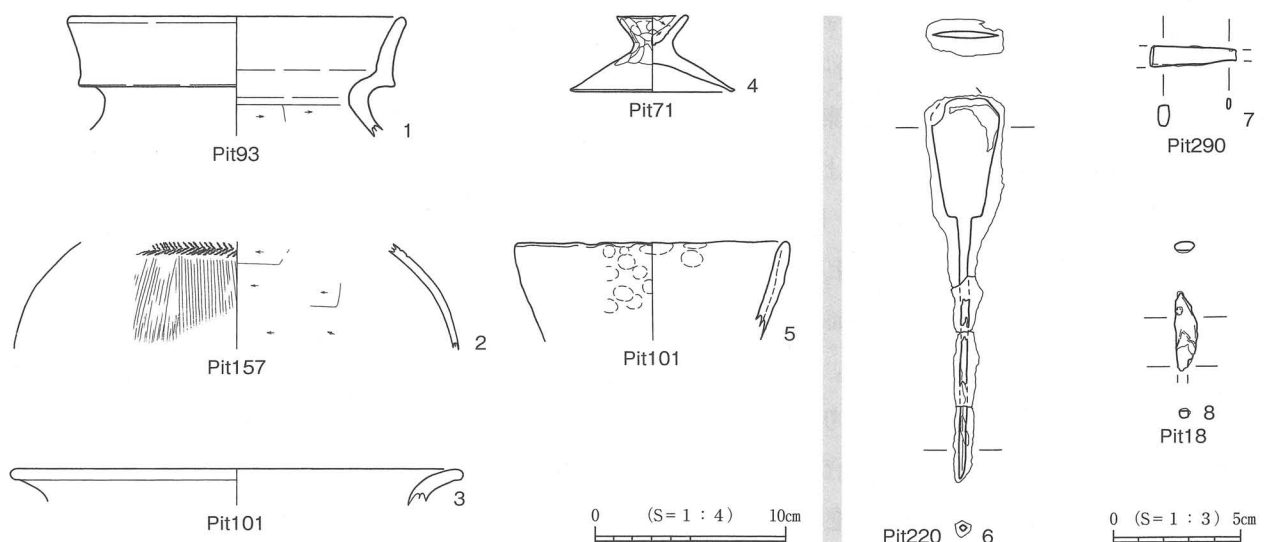 1
Pit93
2
Pit157
3
Pit101
4
Pit71
5
Pit101
0 (S=1:4) 10cm
Pit220 6
7
Pit290
8
Pit18
0 (S=1:3) 5cm